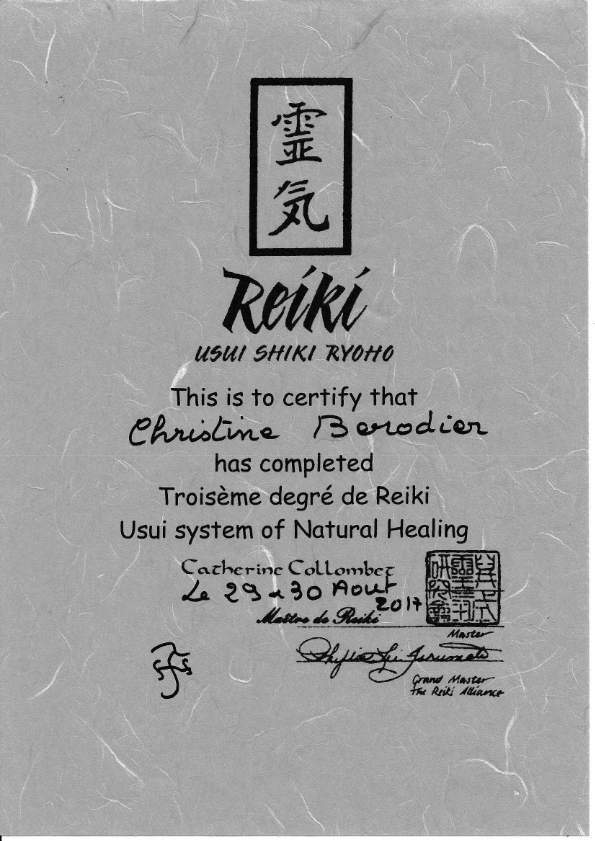 靈
気
Reiki
USUI SHIKI RYOHO
This is to certify that
Christine Berodier
has completed
Troisème degré de Reiki
Usui system of Natural Healing
Catherine Collombet
Le 29 & 30 Aout
2017
Maître de Reiki
Master
Grand Master
The Reiki Alliance